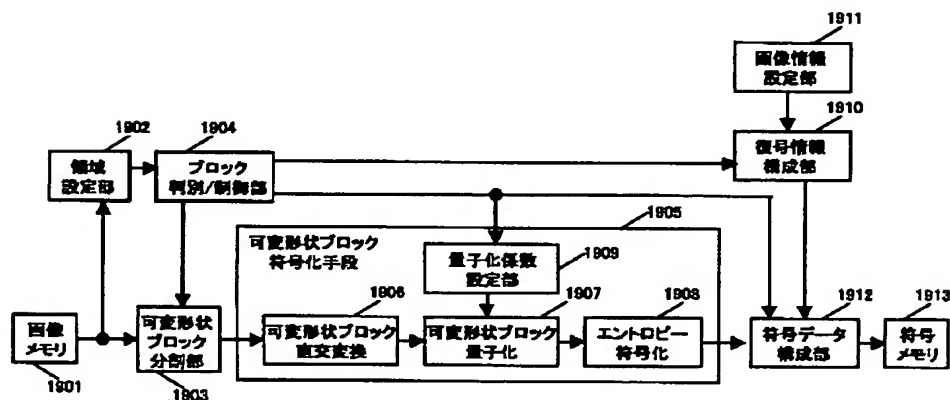 1911
画像情報
設定部
1902
1904
1910
領域
設定部
ブロック
判別/制御部
復号情報
構成部
1905
可変形状ブロック
符号化手段
量子化係数
設定部
1909
1906
1907
1908
1912
1913
画像
メモリ
可変形状
ブロック
分割部
可変形状ブロック
直交変換
可変形状ブロック
量子化
エントロピー
符号化
符号データ
構成部
符号
メモリ
1901
1903